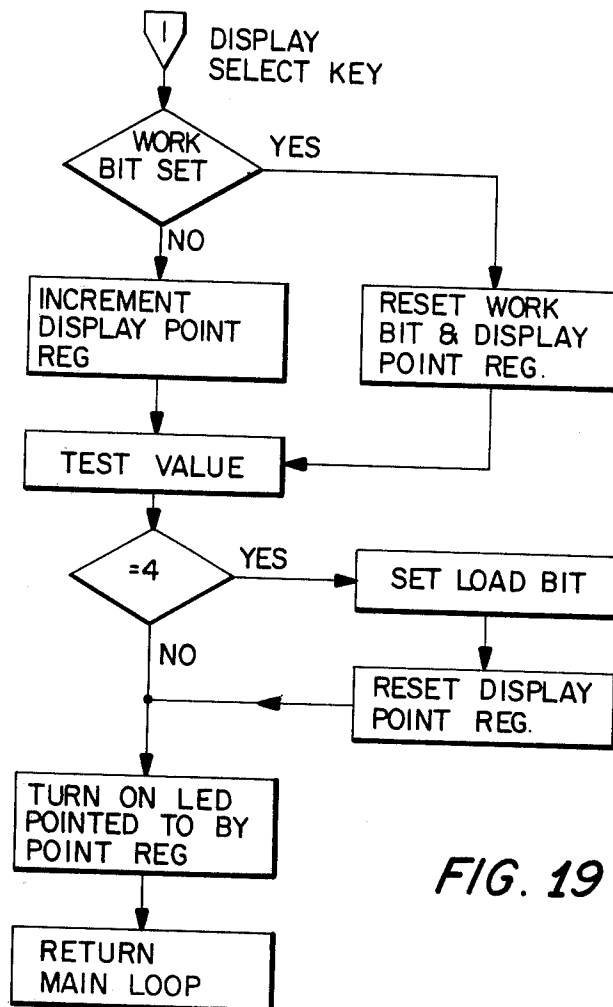 1
DISPLAY
SELECT KEY
WORK
BIT SET
YES
NO
INCREMENT
DISPLAY POINT
REG
RESET WORK
BIT & DISPLAY
POINT REG.
TEST VALUE
=4
YES
SET LOAD BIT
NO
RESET DISPLAY
POINT REG.
TURN ON LED
POINTED TO BY
POINT REG
FIG. 19
RETURN
MAIN LOOP